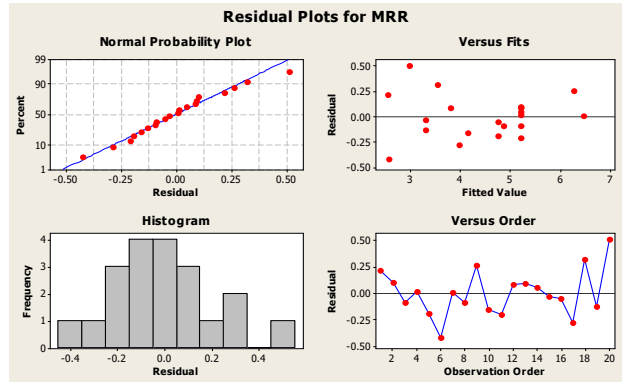 Residual Plots for MRR
Normal Probability Plot
99
90
50
10
1
Percent
-0.50 -0.25 0.00 0.25 0.50
Residual
Versus Fits
0.50
0.25
0.00
-0.25
-0.50
Residual
3 4 5 6 7
Fitted Value
Histogram
4
3
2
1
0
Frequency
-0.4 -0.2 0.0 0.2 0.4
Residual
Versus Order
0.50
0.25
0.00
-0.25
-0.50
Residual
2 4 6 8 10 12 14 16 18 20
Observation Order